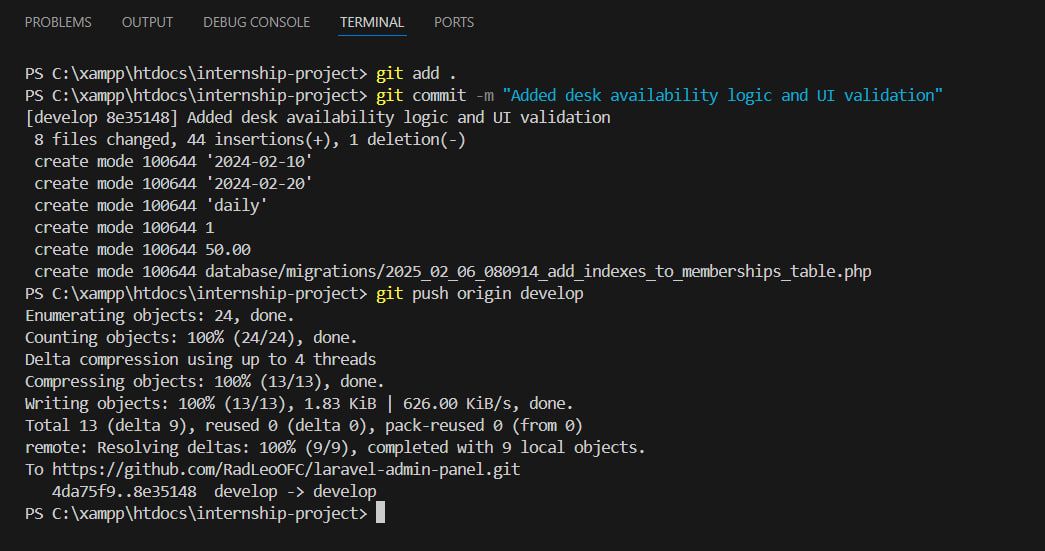 PROBLEMS OUTPUT DEBUG CONSOLE TERMINAL PORTS
PS C:\xampp\htdocs\internship-project> git add .
PS C:\xampp\htdocs\internship-project> git commit -m "Added desk availability logic and UI validation"
[develop 8e35148] Added desk availability logic and UI validation
 8 files changed, 44 insertions(+), 1 deletion(-)
 create mode 100644 '2024-02-10'
 create mode 100644 '2024-02-20'
 create mode 100644 'daily'
 create mode 100644 1
 create mode 100644 50.00
 create mode 100644 database/migrations/2025_02_06_080914_add_indexes_to_memberships_table.php
PS C:\xampp\htdocs\internship-project> git push origin develop
Enumerating objects: 24, done.
Counting objects: 100% (24/24), done.
Delta compression using up to 4 threads
Compressing objects: 100% (13/13), done.
Writing objects: 100% (13/13), 1.83 KiB | 626.00 KiB/s, done.
Total 13 (delta 9), reused 0 (delta 0), pack-reused 0 (from 0)
remote: Resolving deltas: 100% (9/9), completed with 9 local objects.
To https://github.com/RadLeoOFC/laravel-admin-panel.git
   4da75f9..8e35148  develop -> develop
PS C:\xampp\htdocs\internship-project>